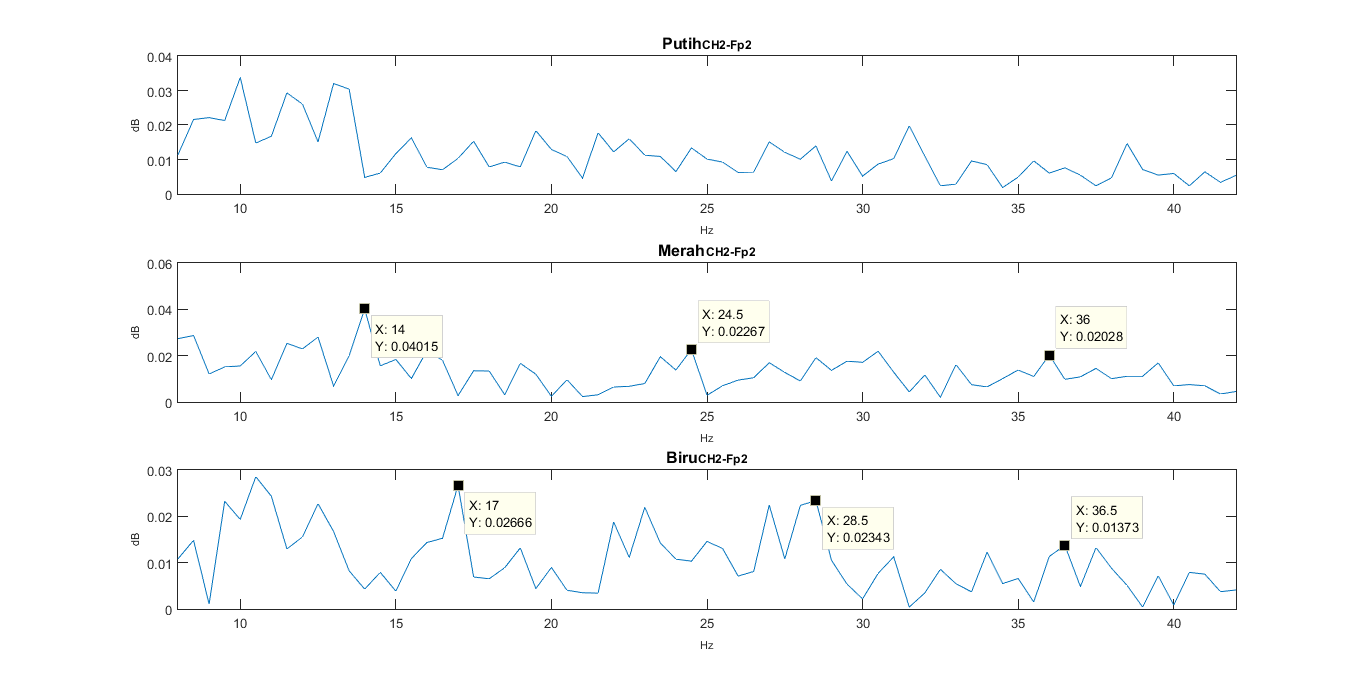 PutihCH2-Fp2
0.04
0.03
0.02
0.01
0
dB
10 15 20 25 30 35 40
Hz
MerahCH2-Fp2
0.06
0.04
0.02
0
dB
X: 14
Y: 0.04015
X: 24.5
Y: 0.02267
X: 36
Y: 0.02028
10 15 20 25 30 35 40
Hz
BiruCH2-Fp2
0.03
0.02
0.01
0
dB
X: 17
Y: 0.02666
X: 28.5
Y: 0.02343
X: 36.5
Y: 0.01373
10 15 20 25 30 35 40
Hz